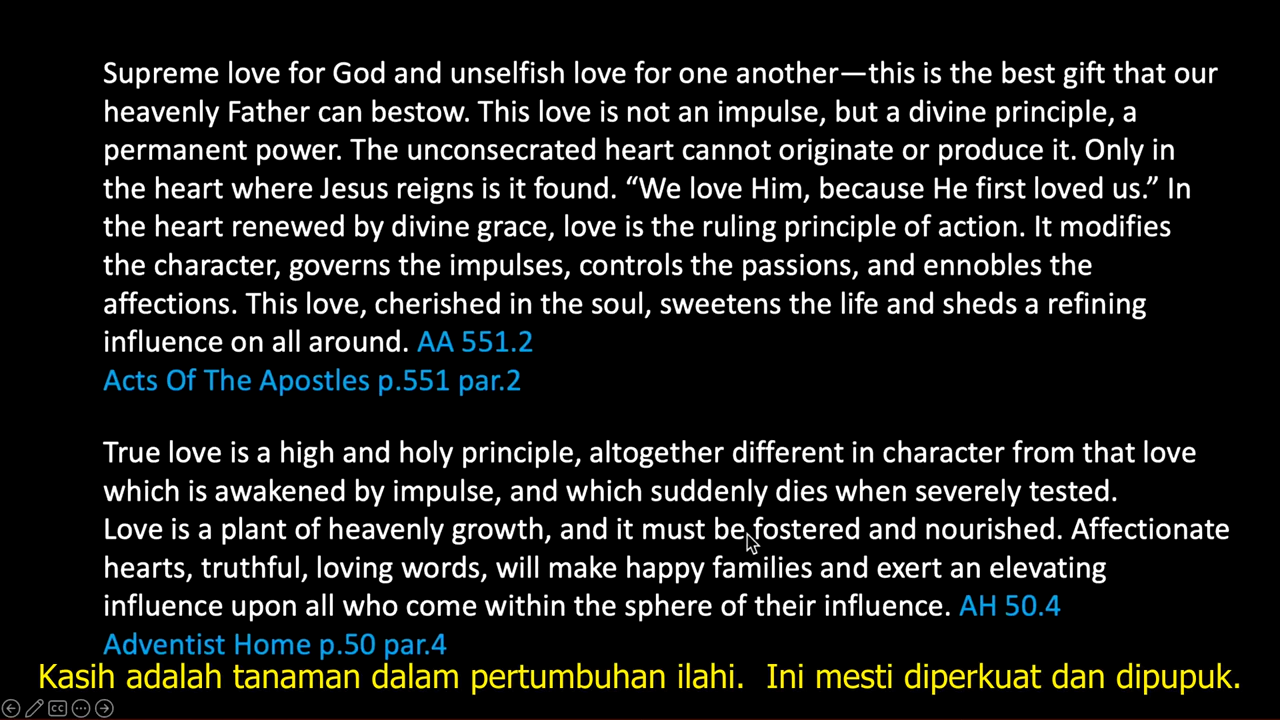 Supreme love for God and unselfish love for one another—this is the best gift that our
heavenly Father can bestow. This love is not an impulse, but a divine principle, a
permanent power. The unconsecrated heart cannot originate or produce it. Only in
the heart where Jesus reigns is it found. “We love Him, because He first loved us.” In
the heart renewed by divine grace, love is the ruling principle of action. It modifies
the character, governs the impulses, controls the passions, and ennobles the
affections. This love, cherished in the soul, sweetens the life and sheds a refining
influence on all around. AA 551.2
Acts Of The Apostles p.551 par.2
True love is a high and holy principle, altogether different in character from that love
which is awakened by impulse, and which suddenly dies when severely tested.
Love is a plant of heavenly growth, and it must be fostered and nourished. Affectionate
hearts, truthful, loving words, will make happy families and exert an elevating
influence upon all who come within the sphere of their influence. AH 50.4
Adventist Home p.50 par.4
Kasih adalah tanaman dalam pertumbuhan ilahi.  Ini mesti diperkuat dan dipupuk.
CC